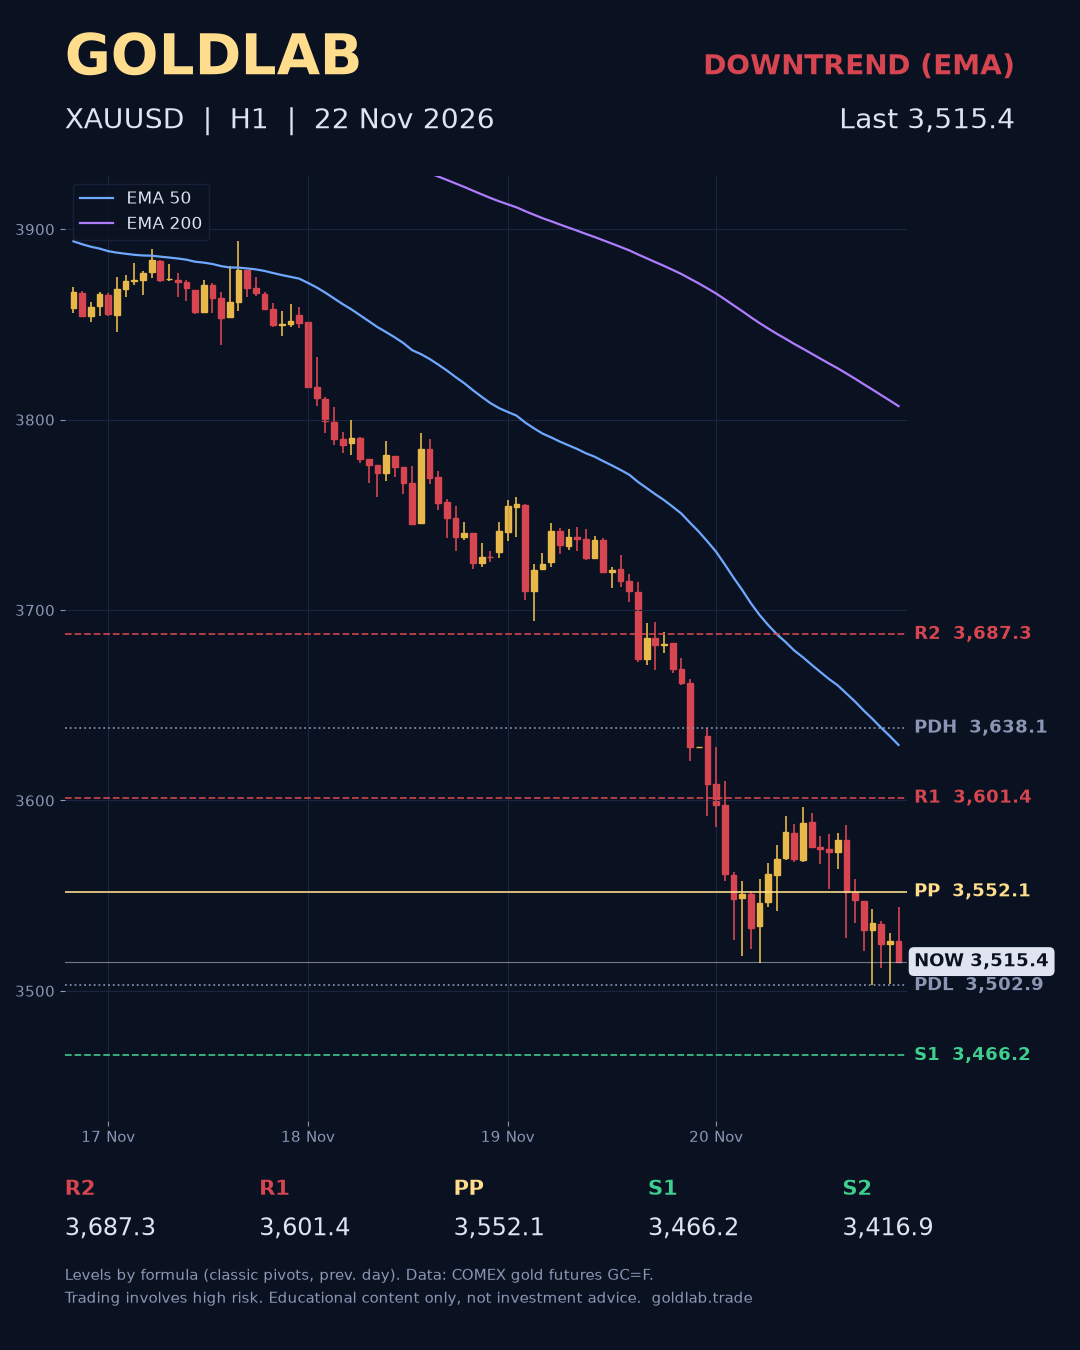 GOLDLAB
DOWNTREND (EMA)
XAUUSD | H1 | 22 Nov 2026
Last 3,515.4
EMA 50
EMA 200
3900
3800
3700
3600
3500
R2 3,687.3
PDH 3,638.1
R1 3,601.4
PP 3,552.1
NOW 3,515.4
PDL 3,502.9
S1 3,466.2
17 Nov
18 Nov
19 Nov
20 Nov
R2
R1
PP
S1
S2
3,687.3
3,601.4
3,552.1
3,466.2
3,416.9
Levels by formula (classic pivots, prev. day). Data: COMEX gold futures GC=F.
Trading involves high risk. Educational content only, not investment advice. goldlab.trade